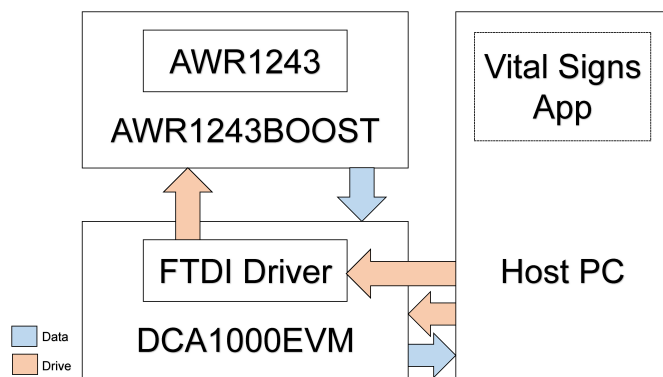 AWR1243
AWR1243BOOST
Vital Signs
App
FTDI Driver
DCA1000EVM
Host PC
Data
Drive